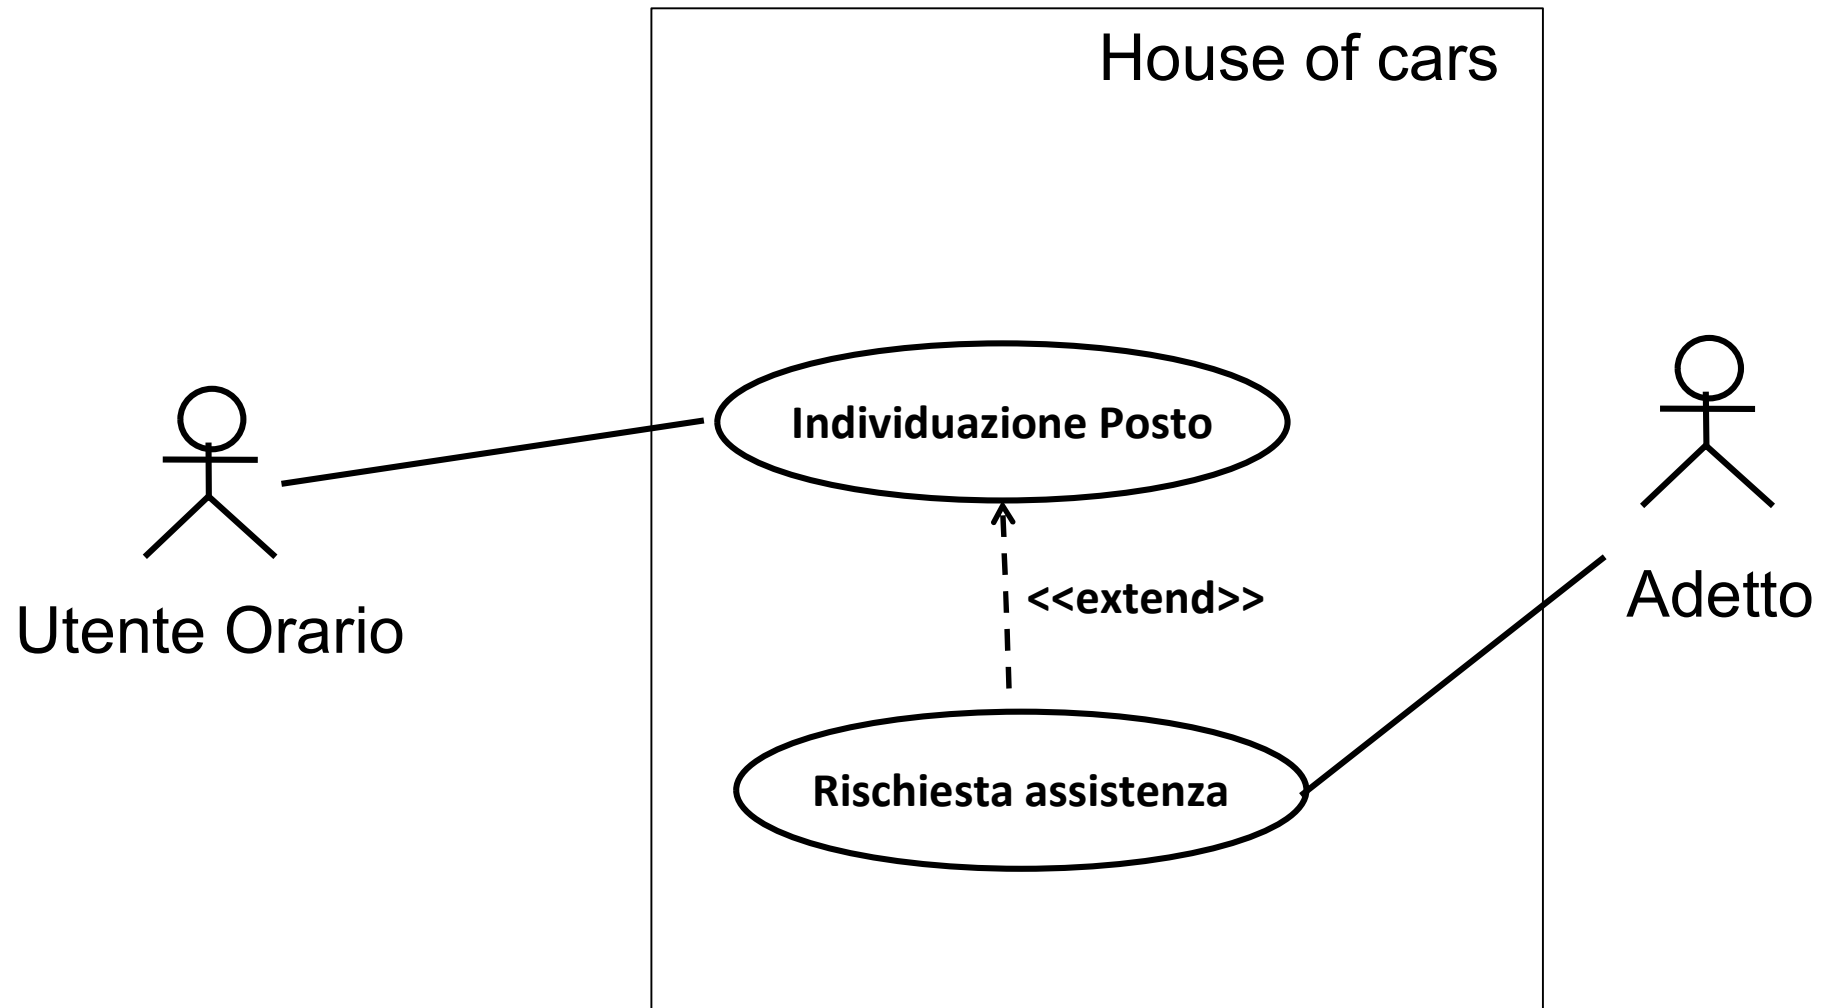 House of cars
Individuazione Posto
<<extend>>
Adetto
Utente Orario
Rischiesta assistenza